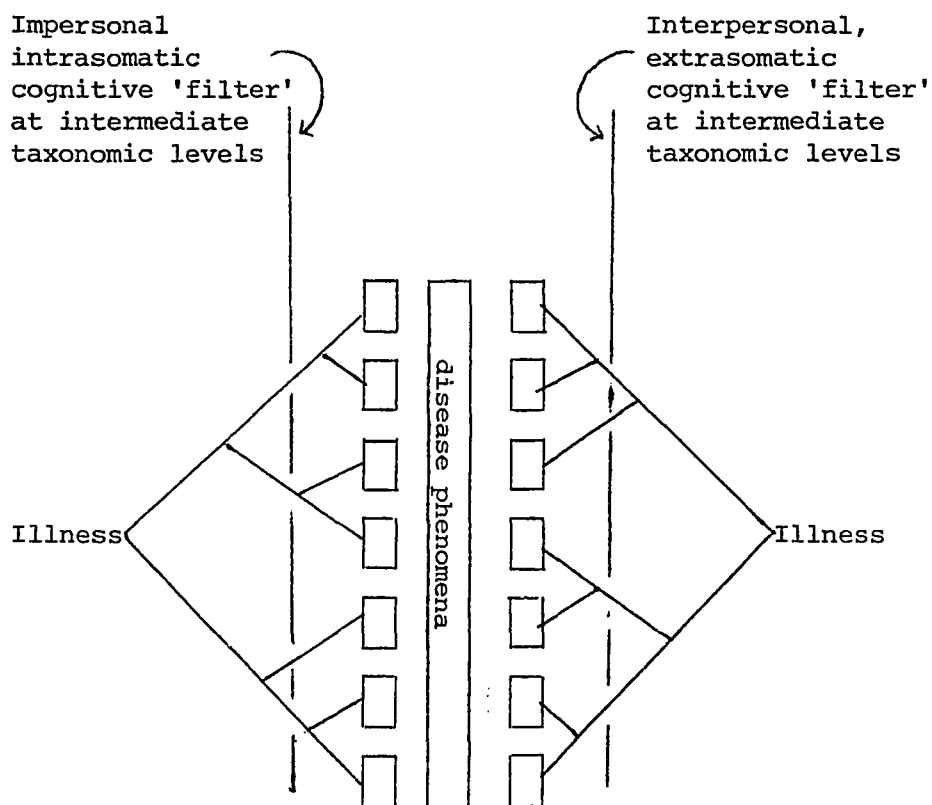 Impersonal
intrasomatic
cognitive 'filter'
at intermediate
taxonomic levels
Interpersonal,
extrasomatic
cognitive 'filter'
at intermediate
taxonomic levels
disease phenomena
Illness
Illness